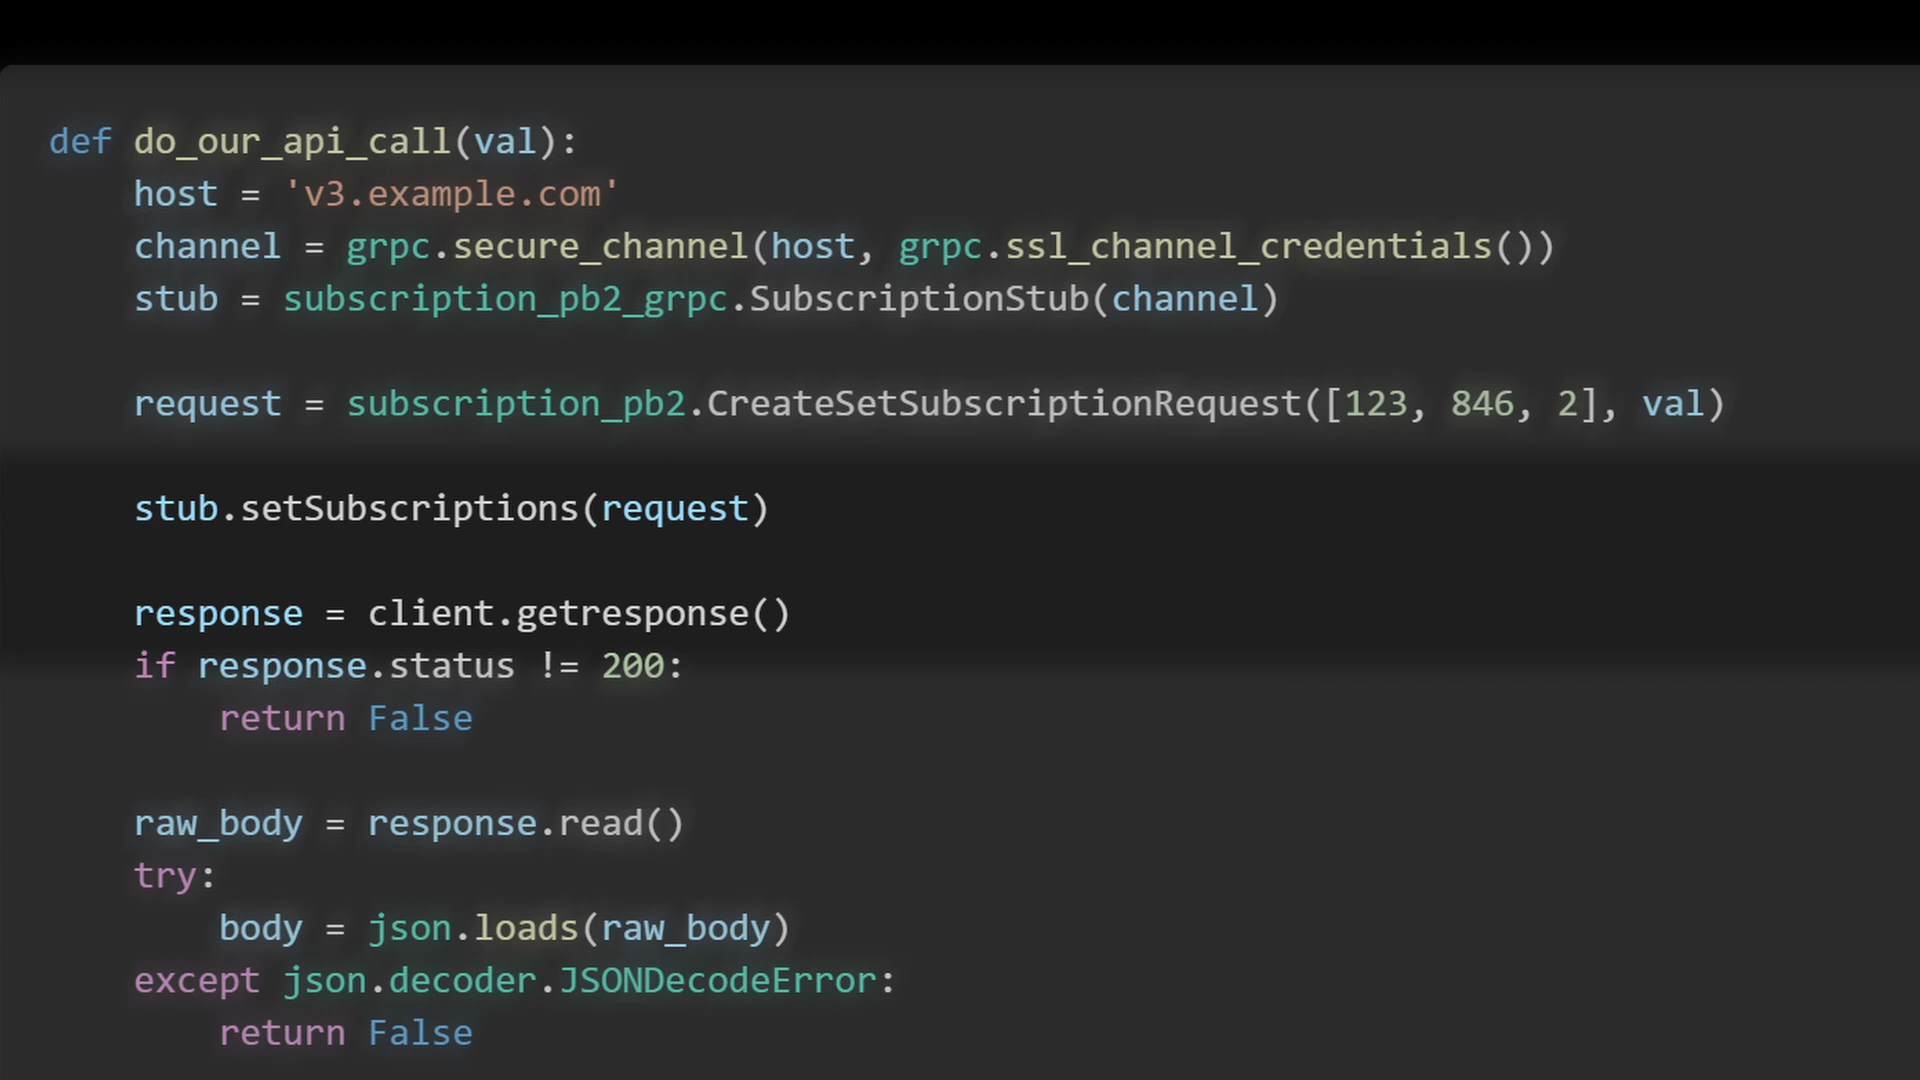 def do_our_api_call(val):
    host = 'v3.example.com'
    channel = grpc.secure_channel(host, grpc.ssl_channel_credentials())
    stub = subscription_pb2_grpc.SubscriptionStub(channel)

    request = subscription_pb2.CreateSetSubscriptionRequest([123, 846, 2], val)

    stub.setSubscriptions(request)

    response = client.getresponse()
    if response.status != 200:
        return False

    raw_body = response.read()
    try:
        body = json.loads(raw_body)
    except json.decoder.JSONDecodeError:
        return False